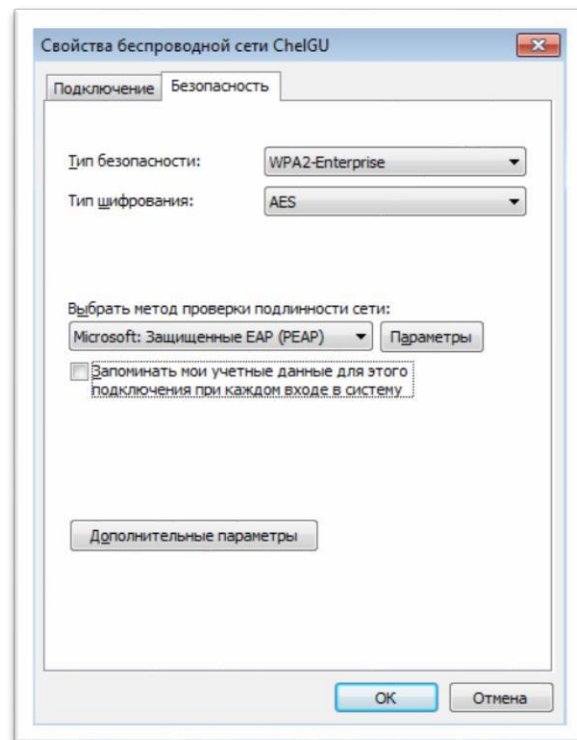 Свойства беспроводной сети ChelGU
Подключение
Безопасность
Тип безопасности:
WPA2-Enterprise
Тип шифрования:
AES
Выбрать метод проверки подлинности сети:
Microsoft: Защищенные EAP (PEAP)
Параметры
Запоминать мои учетные данные для этого
подключения при каждом входе в систему
Дополнительные параметры
OK
Отмена